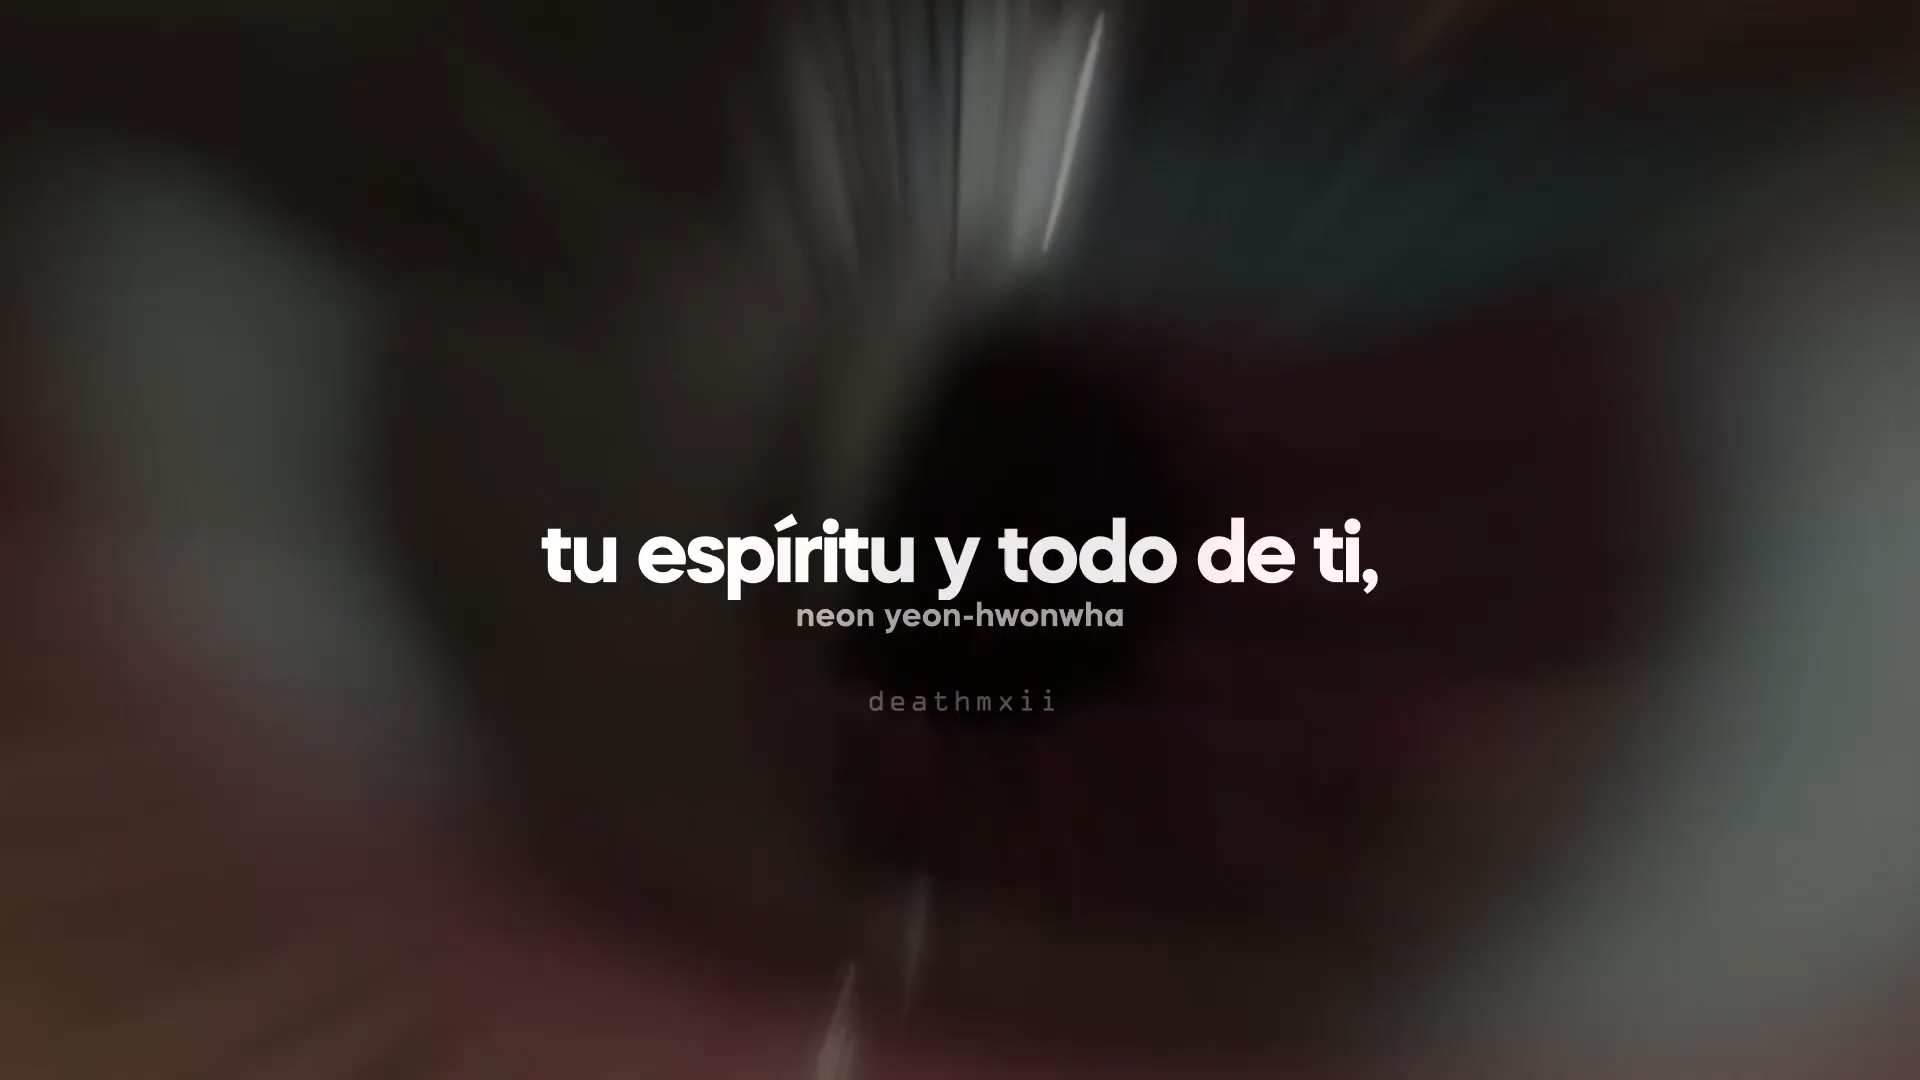 tu espíritu y todo de ti,
neon yeon-hwonwha
deathmxii